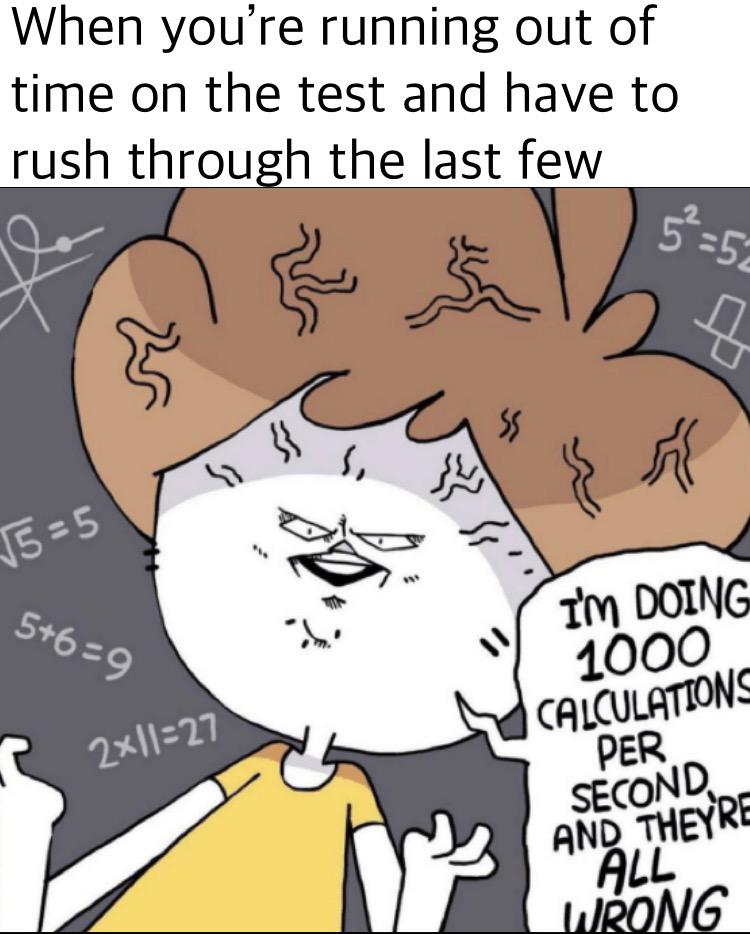 When you’re running out of
time on the test and have to
rush through the last few
5²=52
√5=5
5+6=9
2×11=27
I'M DOING
1000
CALCULATIONS
PER
SECOND,
AND THEY'RE
ALL
WRONG